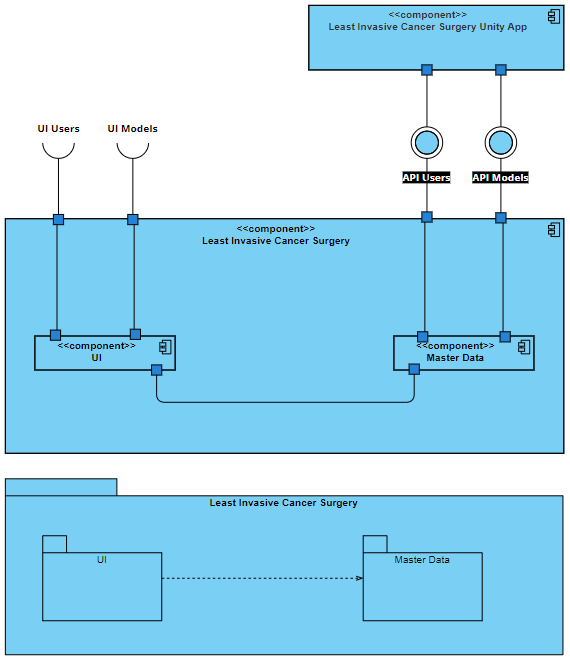 <<component>>
Least Invasive Cancer Surgery Unity App
UI Users
UI Models
API Users
API Models
<<component>>
Least Invasive Cancer Surgery
<<component>>
UI
<<component>>
Master Data
Least Invasive Cancer Surgery
UI
Master Data